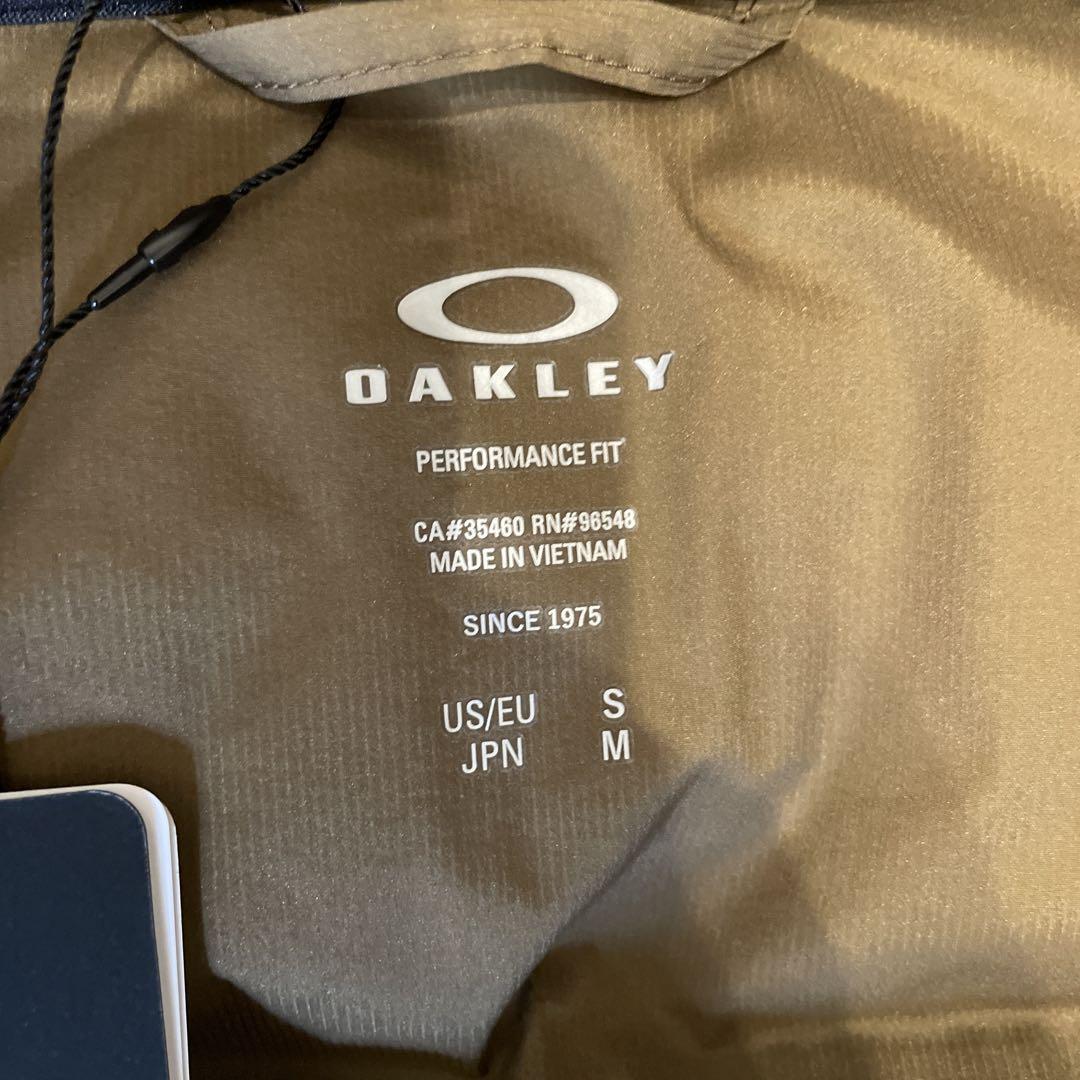 OAKLEY
PERFORMANCE FIT
CA#35460 RN#96548
MADE IN VIETNAM
SINCE 1975
US/EU S
JPN M